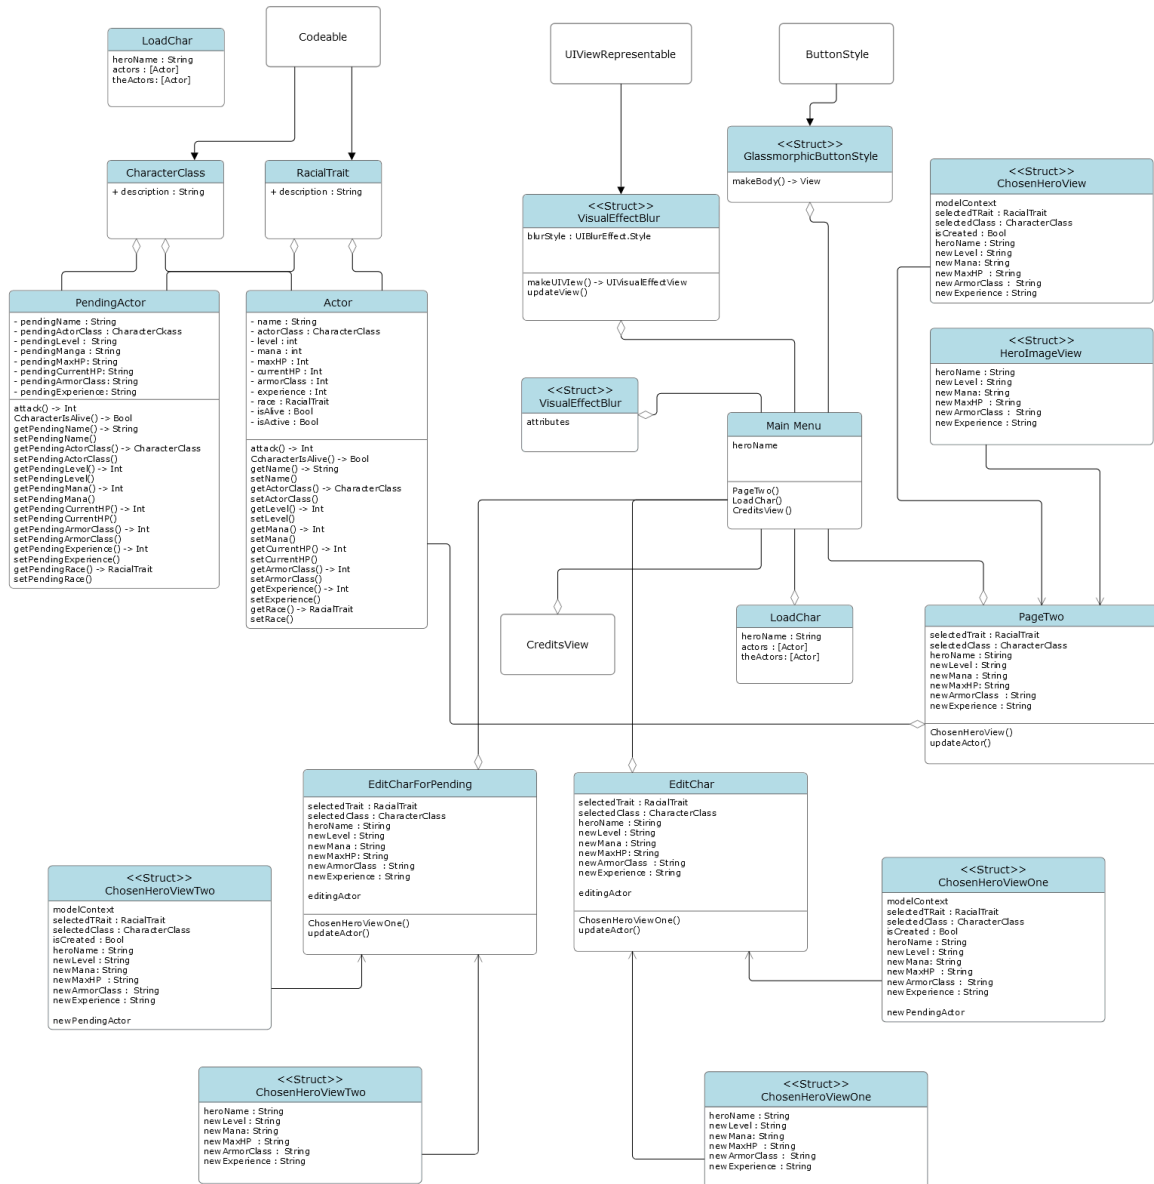 LoadChar
heroName : String
actors : [Actor]
theActors: [Actor]
Codeable
UIViewRepresentable
ButtonStyle
CharacterClass
+ description : String
RacialTrait
+ description : String
<<Struct>>
VisualEffectBlur
blurStyle : UIBlurEffect.Style
makeUIVIew() -> UIVisualEffectView
updateView()
<<Struct>>
GlassmorphicButtonStyle
makeBody() -> View
<<Struct>>
ChosenHeroView
modelContext
selectedTRait : RacialTrait
selectedClass : CharacterClass
isCreated : Bool
heroName : String
newLevel : String
newMana: String
newMaxHP : String
newArmorClass : String
newExperience : String
PendingActor
- pendingName : String
- pendingActorClass : CharacterCkass
- pendingLevel : String
- pendingManga : String
- pendingMaxHP: String
- pendingCurrentHP: String
- pendingArmorClass: String
- pendingExperience: String
attack() -> Int
CcharacterIsAlive() -> Bool
getPendingName() -> String
setPendingName()
getPendingActorClass() -> CharacterClass
setPendingActorClass()
getPendingLevel() -> Int
setPendingLevel()
getPendingMana() -> Int
setPendingMana()
getPendingCurrentHP() -> Int
setPendingCurrentHP()
getPendingArmorClass() -> Int
setPendingArmorClass()
getPendingExperience() -> Int
setPendingExperience()
getPendingRace() -> RacialTrait
setPendingRace()
Actor
- name : String
- actorClass : CharacterClass
- level : int
- mana : int
- maxHP : Int
- currentHP : Int
- armorClass : Int
- experience : Int
- race : RacialTrait
- isAlive : Bool
- isActive : Bool
attack() -> Int
CcharacterIsAlive() -> Bool
getName() -> String
setName()
getActorClass() -> CharacterClass
setActorClass()
getLevel() -> Int
setLevel()
getMana() -> Int
setMana()
getCurrentHP() -> Int
setCurrentHP()
getArmorClass() -> Int
setArmorClass()
getExperience() -> Int
setExperience()
getRace() -> RacialTrait
setRace()
<<Struct>>
VisualEffectBlur
attributes
Main Menu
heroName
PageTwo()
LoadChar()
CreditsView()
<<Struct>>
HeroImageView
heroName : String
newLevel : String
newMana: String
newMaxHP : String
newArmorClass : String
newExperience : String
CreditsView
LoadChar
heroName : String
actors : [Actor]
theActors: [Actor]
PageTwo
selectedTrait : RacialTrait
selectedClass : CharacterClass
heroName : Stiring
newLevel : String
newMana : String
newMaxHP: String
newArmorClass : String
newExperience : String
ChosenHeroView()
updateActor()
EditCharForPending
selectedTrait : RacialTrait
selectedClass : CharacterClass
heroName : Stiring
newLevel : String
newMana : String
newMaxHP: String
newArmorClass : String
newExperience : String
editingActor
ChosenHeroViewOne()
updateActor()
EditChar
selectedTrait : RacialTrait
selectedClass : CharacterClass
heroName : Stiring
newLevel : String
newMana : String
newMaxHP: String
newArmorClass : String
newExperience : String
editingActor
ChosenHeroViewOne()
updateActor()
<<Struct>>
ChosenHeroViewTwo
modelContext
selectedTRait : RacialTrait
selectedClass : CharacterClass
isCreated : Bool
heroName : String
newLevel : String
newMana: String
newMaxHP : String
newArmorClass : String
newExperience : String
newPendingActor
<<Struct>>
ChosenHeroViewOne
modelContext
selectedTRait : RacialTrait
selectedClass : CharacterClass
isCreated : Bool
heroName : String
newLevel : String
newMana: String
newMaxHP : String
newArmorClass : String
newExperience : String
newPendingActor
<<Struct>>
ChosenHeroViewTwo
heroName : String
newLevel : String
newMana: String
newMaxHP : String
newArmorClass : String
newExperience : String
<<Struct>>
ChosenHeroViewOne
heroName : String
newLevel : String
newMana: String
newMaxHP : String
newArmorClass : String
newExperience : String